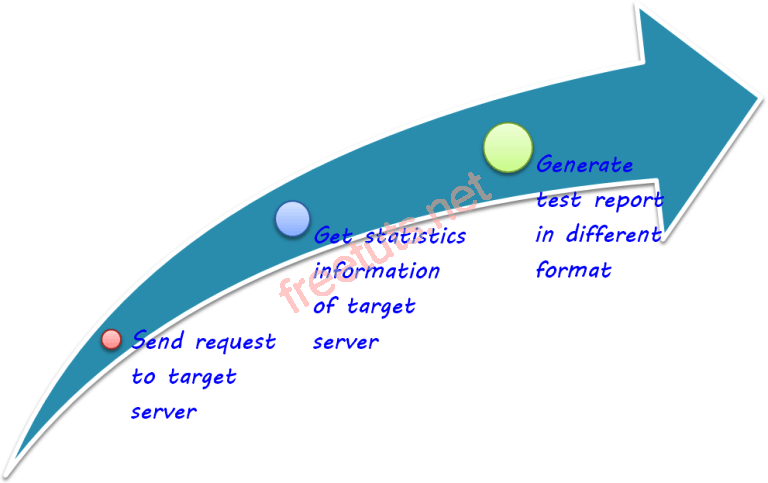 Generate
test report
in different
format
Get statistics
information
of target
server
Send request
to target
server
freetuts.net